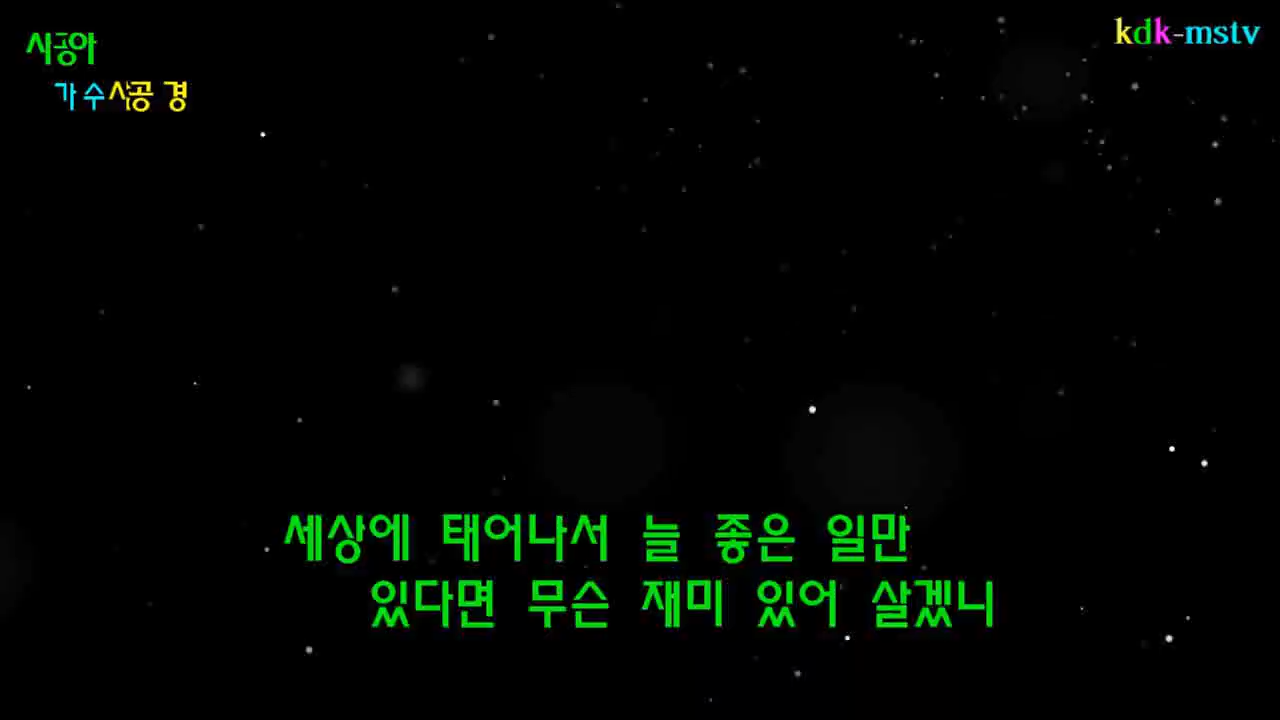 사공아
kdk-mstv
가수사공 경
세상에 태어나서 늘 좋은 일만
있다면 무슨 재미 있어 살겠니